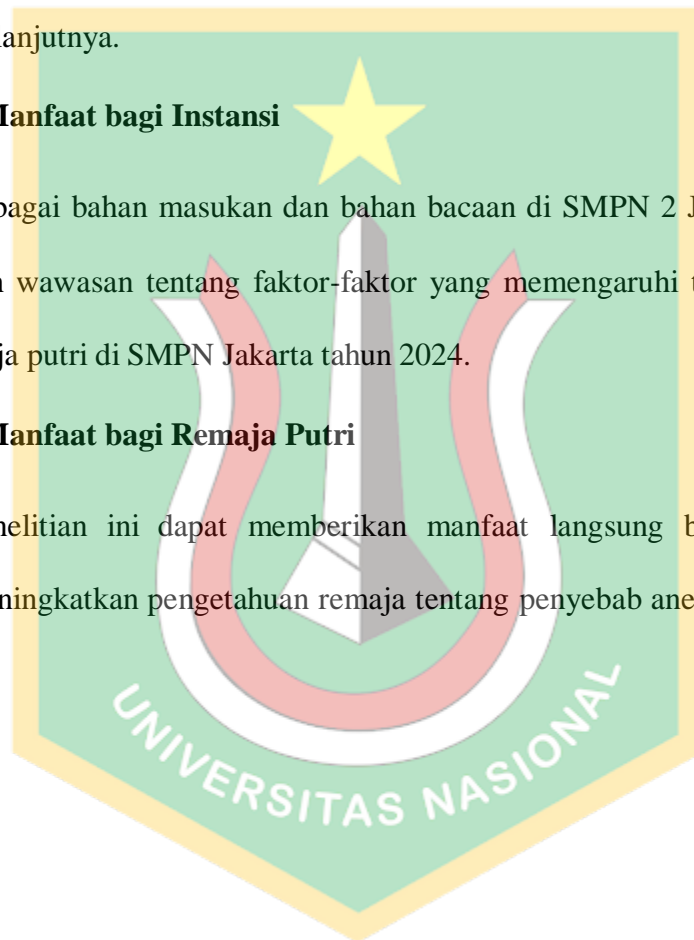 lanjutnya.
Manfaat bagi Instansi
bagai bahan masukan dan bahan bacaan di SMPN 2 J
wawasan tentang faktor-faktor yang memengaruhi t
ja putri di SMPN Jakarta tahun 2024.
Manfaat bagi Remaja Putri
nelitian ini dapat memberikan manfaat langsung b
ningkatkan pengetahuan remaja tentang penyebab ane
UNIVERSITAS NASIONAL